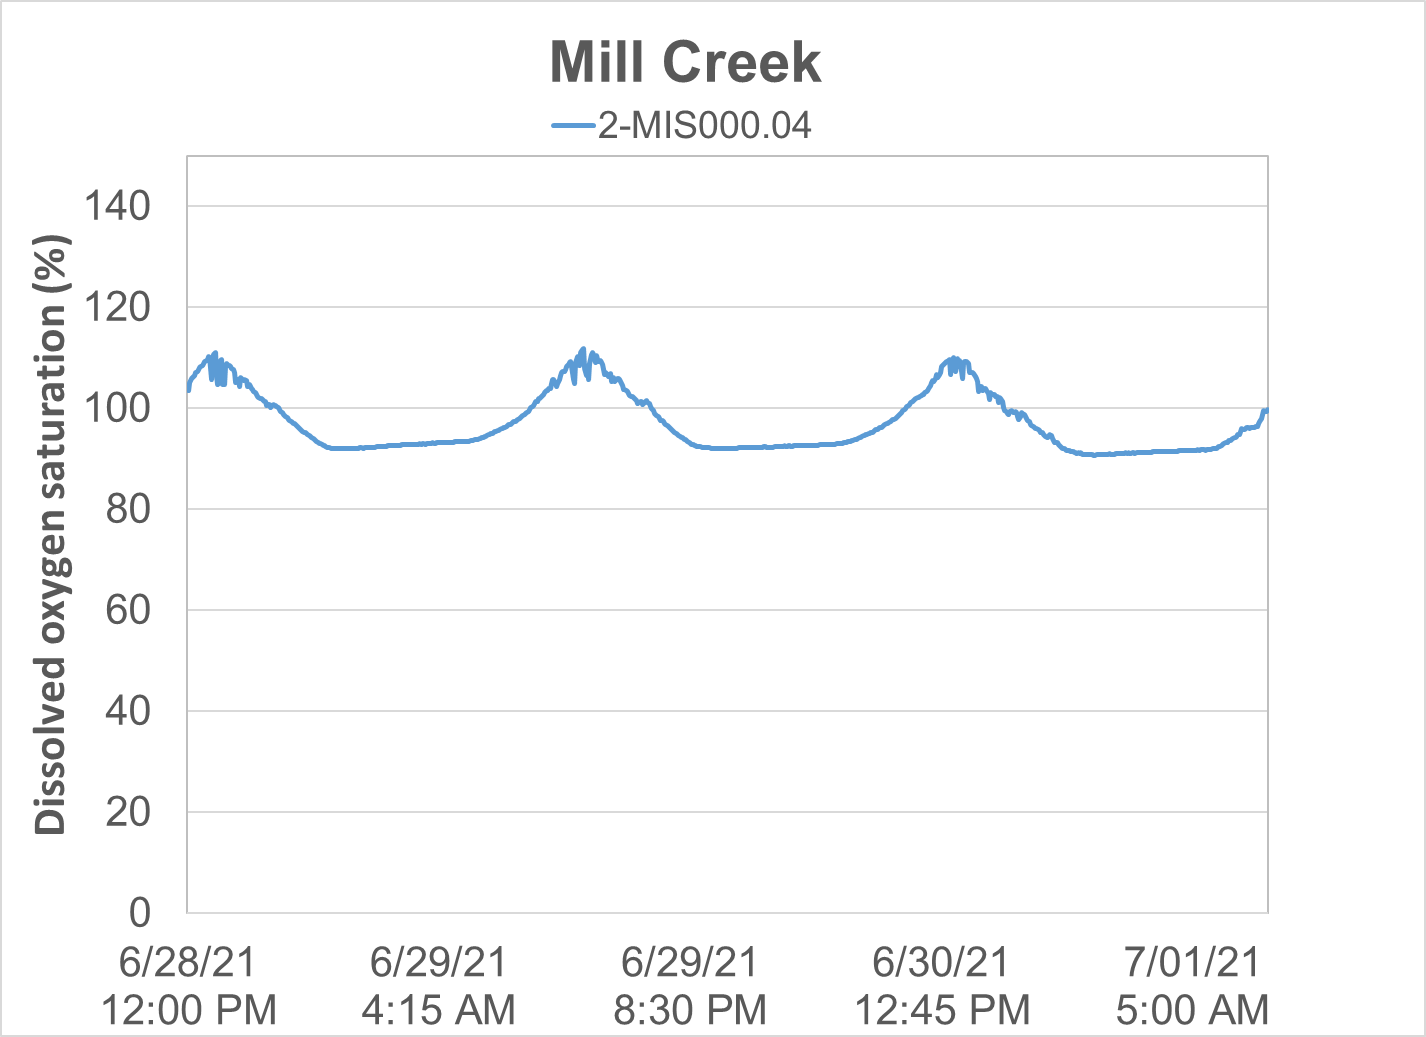 Mill Creek
2-MIS000.04
Dissolved oxygen saturation (%)
140
120
100
80
60
40
20
0
6/28/21 6/29/21 6/29/21 6/30/21 7/01/21
12:00 PM 4:15 AM 8:30 PM 12:45 PM 5:00 AM